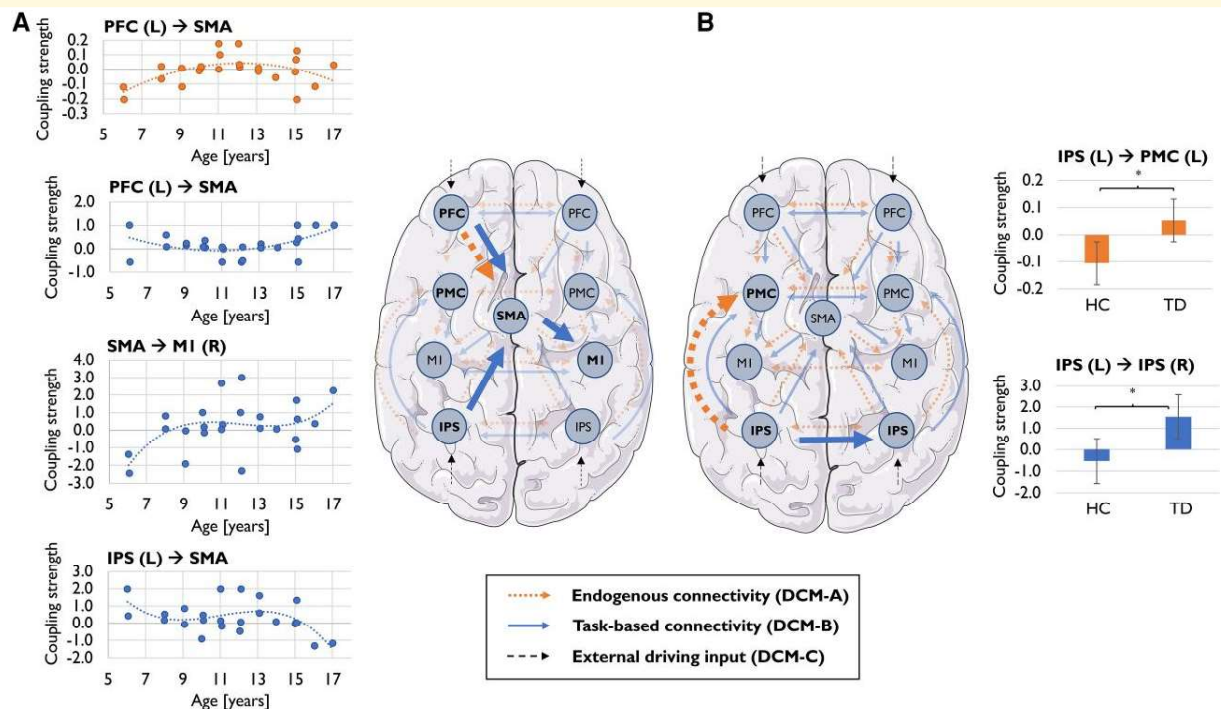 A
PFC (L) → SMA
Coupling strength
0.2
0.1
0.0
-0.1
-0.2
-0.3
5 7 9 11 13 15 17
Age [years]
PFC (L) → SMA
Coupling strength
2.0
1.0
0.0
-1.0
5 7 9 11 13 15 17
Age [years]
SMA → MI (R)
Coupling strength
4.0
3.0
2.0
1.0
0.0
-1.0
-2.0
-3.0
5 7 9 11 13 15 17
Age [years]
IPS (L) → SMA
Coupling strength
3.0
2.0
1.0
0.0
-1.0
-2.0
5 7 9 11 13 15 17
Age [years]
PFC PFC
PMC PMC
SMA
MI MI
IPS IPS
B
PFC PFC
PMC PMC
SMA
MI MI
IPS IPS
IPS (L) → PMC (L)
Coupling strength
0.2
0.1
0.0
-0.1
-0.2
*
HC TD
IPS (L) → IPS (R)
Coupling strength
3.0
2.0
1.0
0.0
-1.0
-2.0
*
HC TD
Endogenous connectivity (DCM-A)
Task-based connectivity (DCM-B)
External driving input (DCM-C)